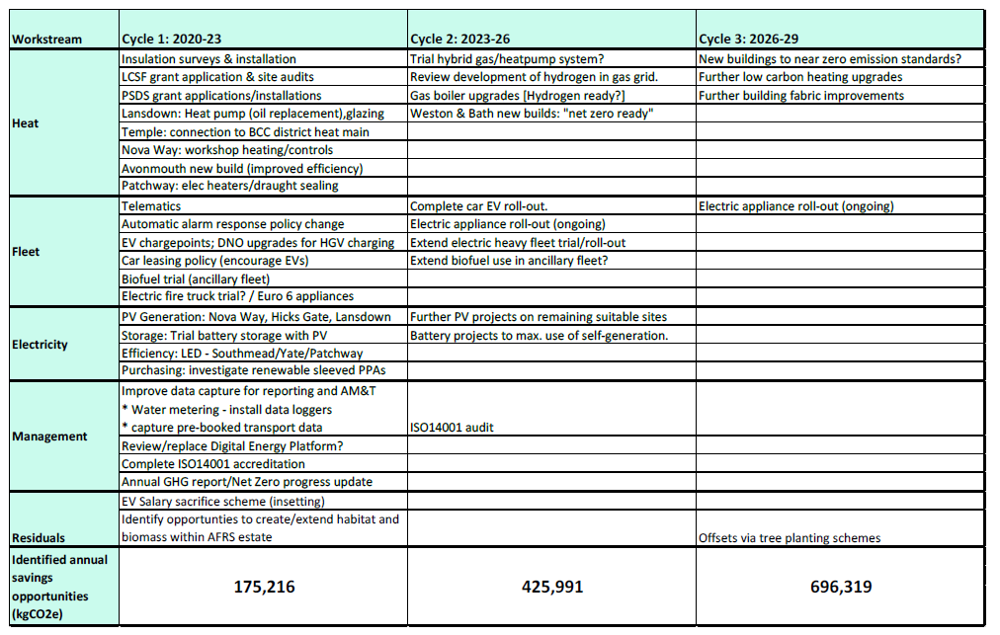 Workstream Cycle 1: 2020-23 Cycle 2: 2023-26 Cycle 3: 2026-29
Heat
Insulation surveys & installation Trial hybrid gas/heatpump system? New buildings to near zero emission standards?
LCSF grant application & site audits Review development of hydrogen in gas grid. Further low carbon heating upgrades
PSDS grant applications/installations Gas boiler upgrades [Hydrogen ready?] Further building fabric improvements
Lansdown: Heat pump (oil replacement),glazing Weston & Bath new builds: "net zero ready"
Temple: connection to BCC district heat main
Nova Way: workshop heating/controls
Avonmouth new build (improved efficiency)
Patchway: elec heaters/draught sealing
Fleet
Telematics Complete car EV roll-out. Electric appliance roll-out (ongoing)
Automatic alarm response policy change Electric appliance roll-out (ongoing)
EV chargepoints; DNO upgrades for HGV charging Extend electric heavy fleet trial/roll-out
Car leasing policy (encourage EVs) Extend biofuel use in ancillary fleet?
Biofuel trial (ancillary fleet)
Electric fire truck trial? / Euro 6 appliances
Electricity
PV Generation: Nova Way, Hicks Gate, Lansdown Further PV projects on remaining suitable sites
Storage: Trial battery storage with PV Battery projects to max. use of self-generation.
Efficiency: LED - Southmead/Yate/Patchway
Purchasing: investigate renewable sleeved PPAs
Management
Improve data capture for reporting and AM&T
* Water metering - install data loggers
* capture pre-booked transport data ISO14001 audit
Review/replace Digital Energy Platform?
Complete ISO14001 accreditation
Annual GHG report/Net Zero progress update
Residuals
EV Salary sacrifice scheme (insetting)
Identify opportunties to create/extend habitat and
biomass within AFRS estate Offsets via tree planting schemes
Identified annual
savings
opportunities
(kgCO2e)
175,216 425,991 696,319